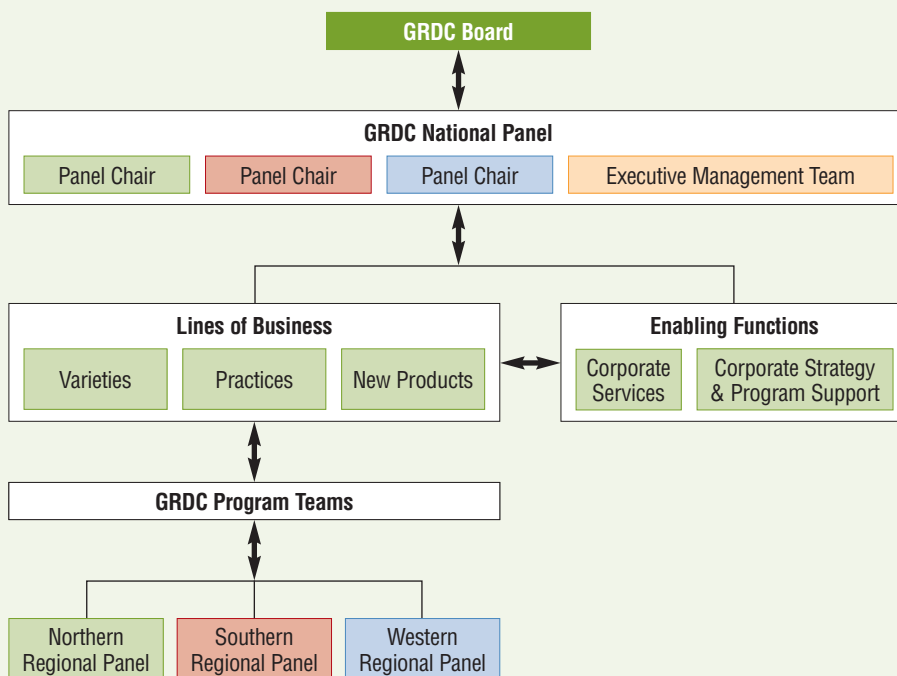 GRDC Board
GRDC National Panel
Panel Chair
Panel Chair
Panel Chair
Executive Management Team
Lines of Business
Varieties
Practices
New Products
Enabling Functions
Corporate
Services
Corporate Strategy
& Program Support
GRDC Program Teams
Northern
Regional Panel
Southern
Regional Panel
Western
Regional Panel